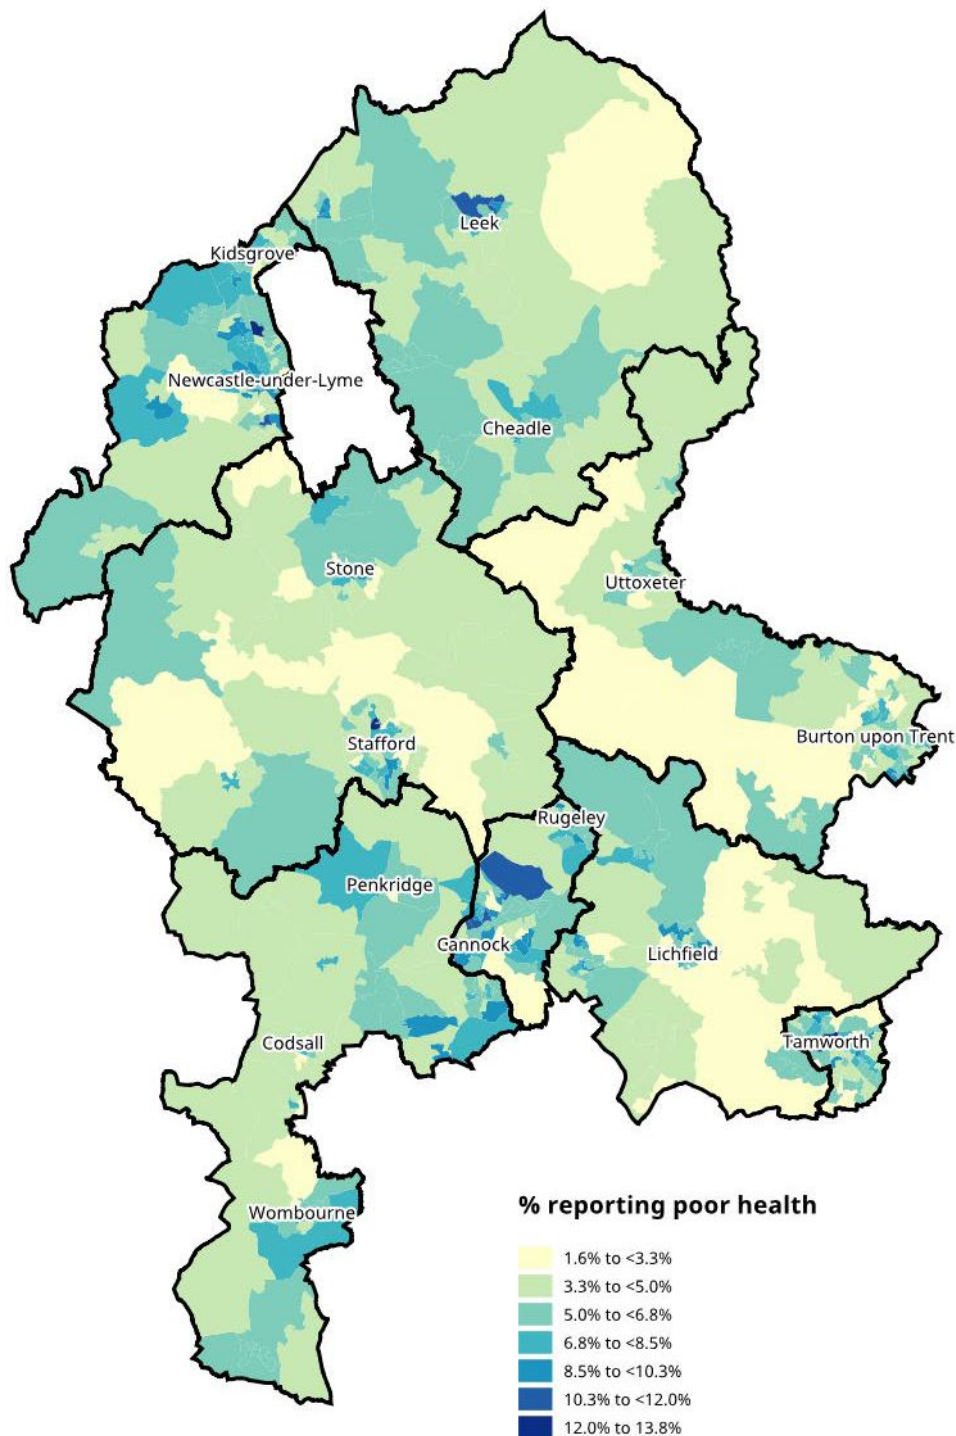 Leek
Kidsgrove
Newcastle-under-Lyme
Cheadle
Stone
Uttoxeter
Burton upon Trent
Stafford
Rugeley
Penkridge
Cannock
Lichfield
Codsall
Tamworth
Wombourne
% reporting poor health
1.6% to <3.3%
3.3% to <5.0%
5.0% to <6.8%
6.8% to <8.5%
8.5% to <10.3%
10.3% to <12.0%
12.0% to 13.8%